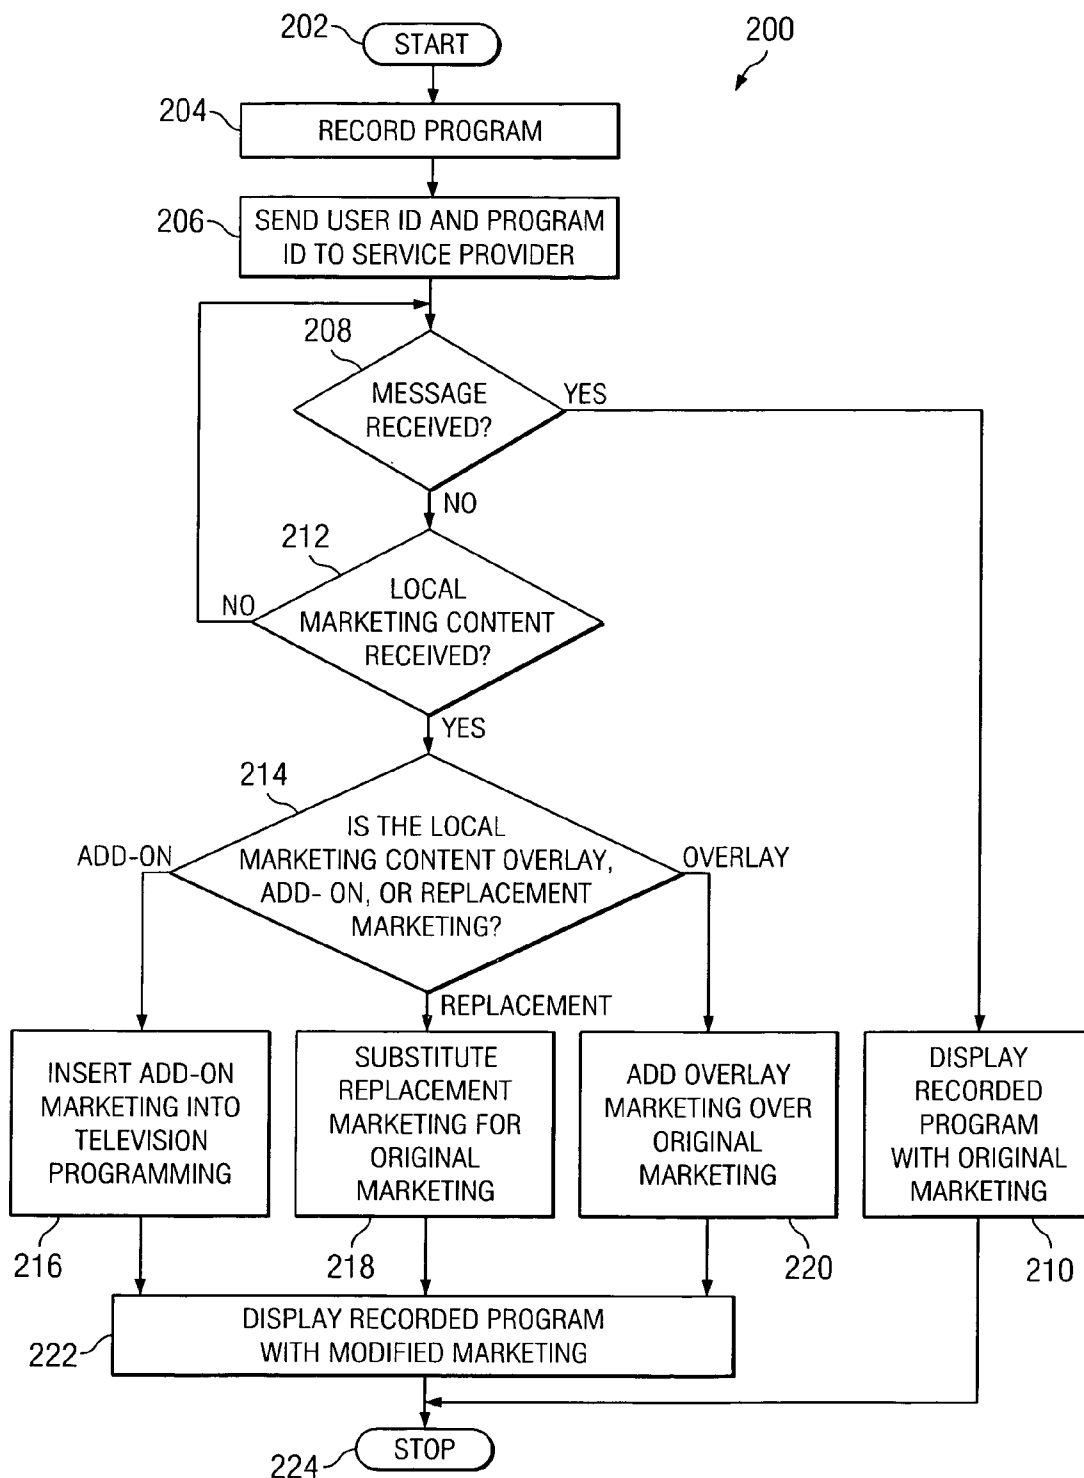 202
START
200
204
RECORD PROGRAM
206
SEND USER ID AND PROGRAM
ID TO SERVICE PROVIDER
208
MESSAGE
RECEIVED?
YES
NO
212
LOCAL
MARKETING CONTENT
RECEIVED?
NO
YES
214
IS THE LOCAL
MARKETING CONTENT OVERLAY,
ADD- ON, OR REPLACEMENT
MARKETING?
ADD-ON
OVERLAY
REPLACEMENT
INSERT ADD-ON
MARKETING INTO
TELEVISION
PROGRAMMING
216
SUBSTITUTE
REPLACEMENT
MARKETING FOR
ORIGINAL
MARKETING
218
ADD OVERLAY
MARKETING OVER
ORIGINAL
MARKETING
220
DISPLAY
RECORDED
PROGRAM
WITH ORIGINAL
MARKETING
210
DISPLAY RECORDED PROGRAM
WITH MODIFIED MARKETING
222
STOP
224